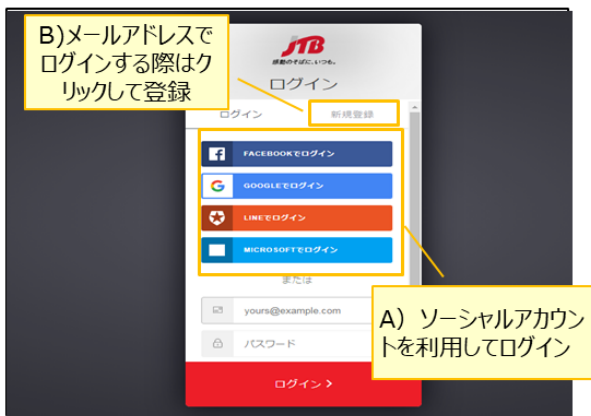 B)メールアドレスで
ログインする際はク
リックして登録
JTB
感動のそばに、いつも。
ログイン
ログイン 新規登録
FACEBOOKでログイン
GOOGLEでログイン
LINEでログイン
MICROSOFTでログイン
または
yours@example.com
パスワード
A) ソーシャルアカウン
トを利用してログイン
ログイン >